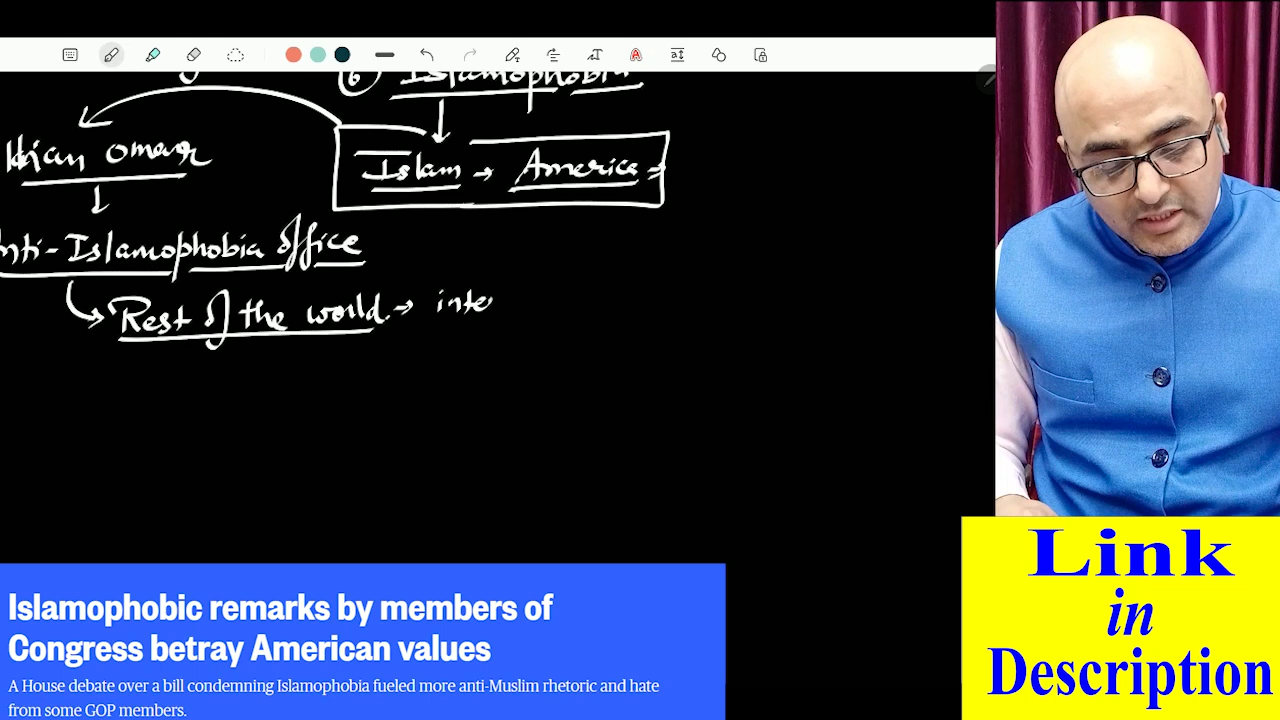 6 Islamophobia
Islam → America ⇒
Ilhan omar
Anti-Islamophobia office
Rest of the world → inte
Islamophobic remarks by members of
Congress betray American values
A House debate over a bill condemning Islamophobia fueled more anti-Muslim rhetoric and hate
from some GOP members.
Link
in
Description